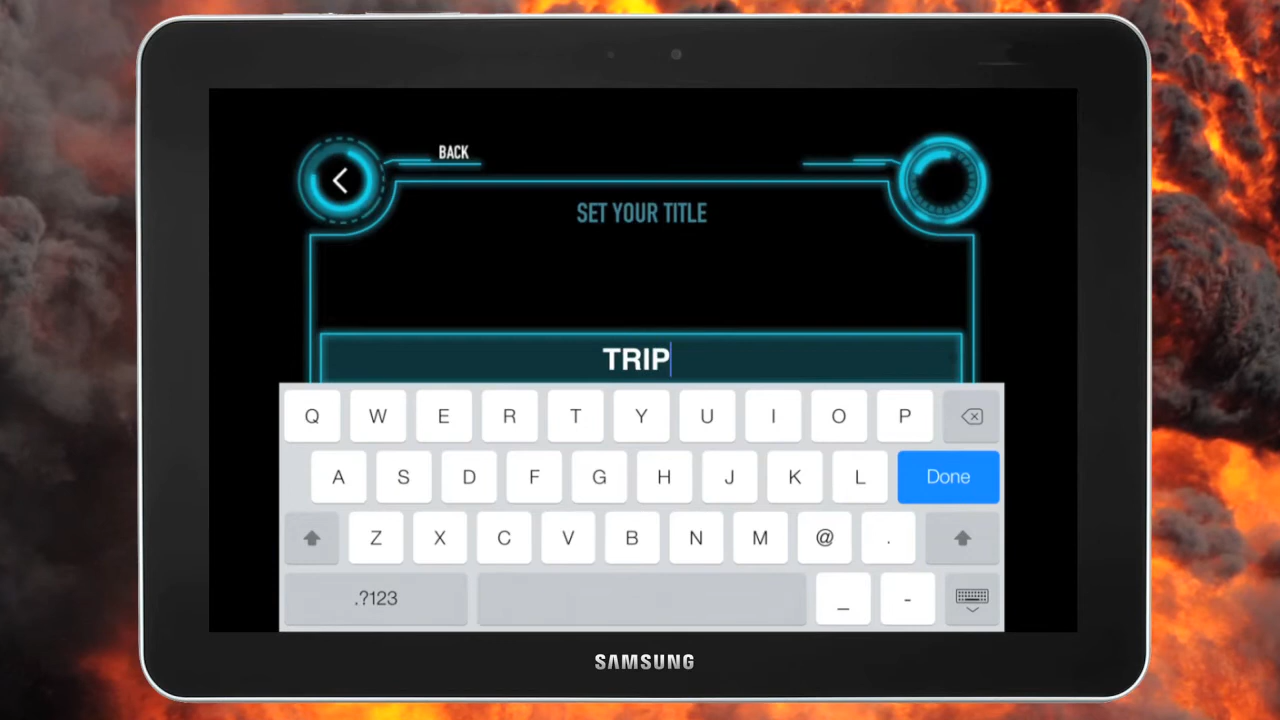 BACK
SET YOUR TITLE
TRIP
Q W E R T Y U I O P
A S D F G H J K L Done
Z X C V B N M @ .
.?123 _ -
SAMSUNG